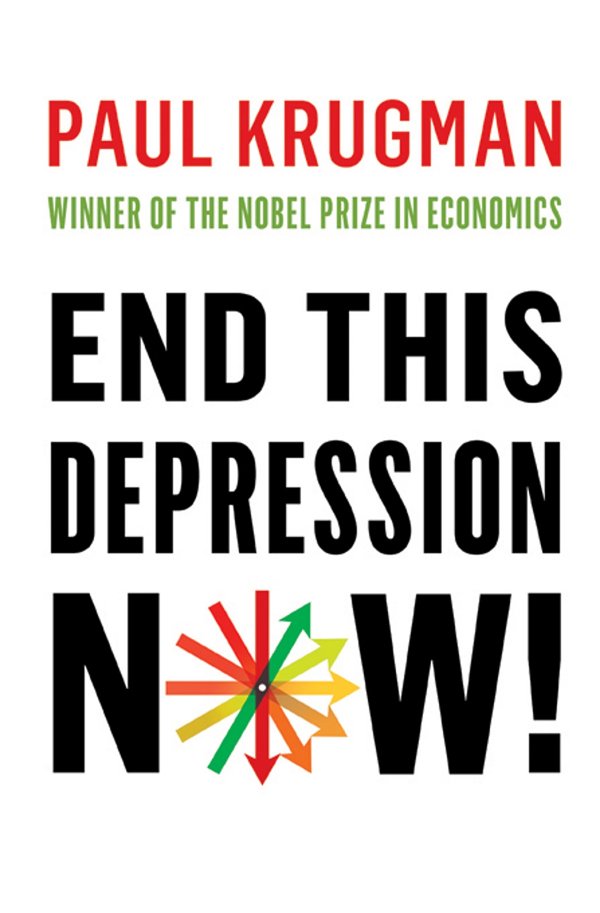 PAUL KRUGMAN
WINNER OF THE NOBEL PRIZE IN ECONOMICS
END THIS
DEPRESSION
NOW!